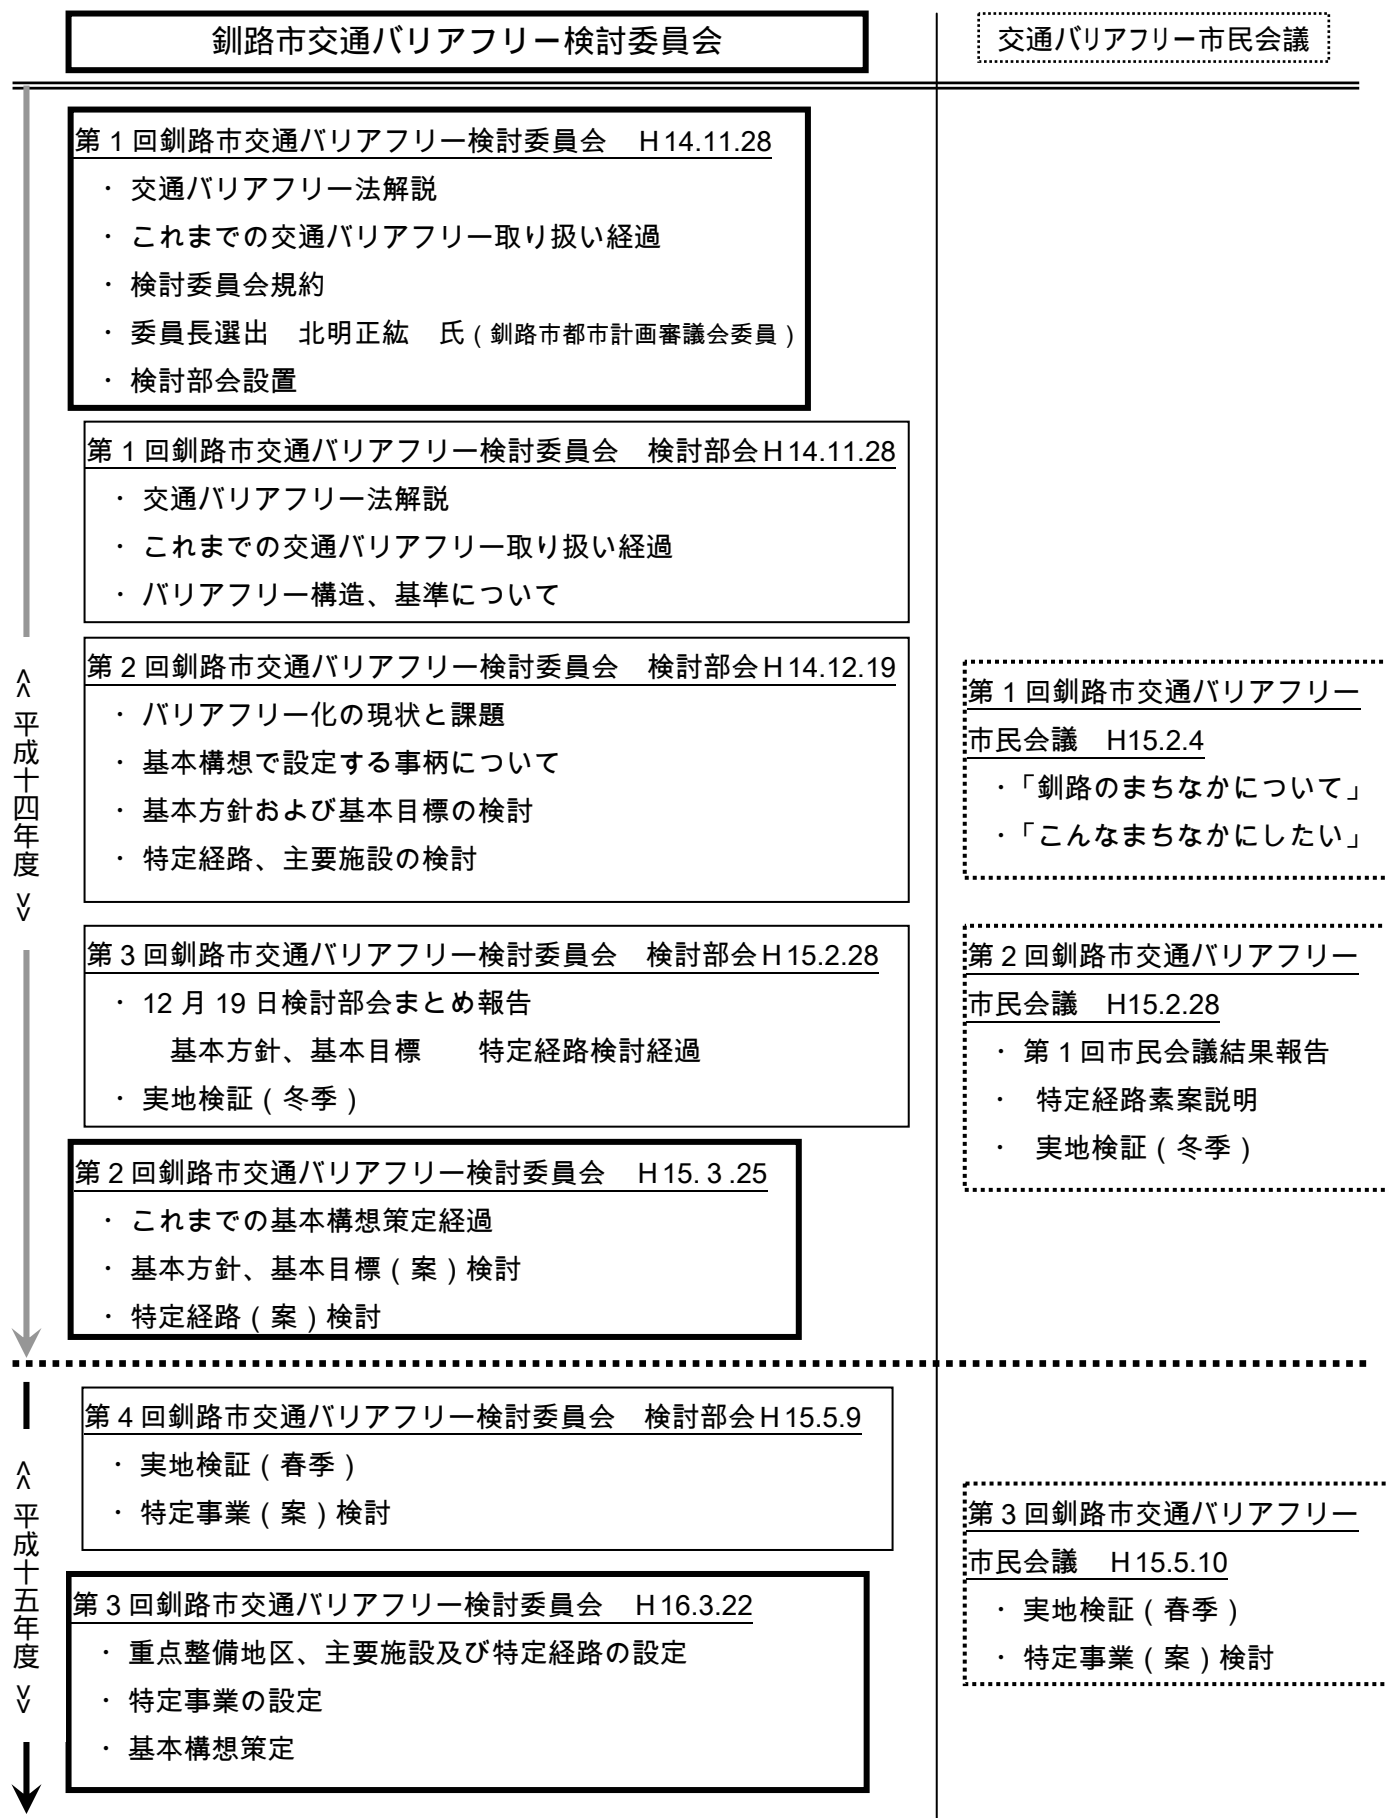 釧路市交通バリアフリー検討委員会
交通バリアフリー市民会議
第1回釧路市交通バリアフリー検討委員会　H14.11.28
・ 交通バリアフリー法解説
・ これまでの交通バリアフリー取り扱い経過
・ 検討委員会規約
・ 委員長選出　北明正紘　氏（釧路市都市計画審議会委員）
・ 検討部会設置
第1回釧路市交通バリアフリー検討委員会　検討部会H14.11.28
・ 交通バリアフリー法解説
・ これまでの交通バリアフリー取り扱い経過
・ バリアフリー構造、基準について
≪平成十四年度≫
第2回釧路市交通バリアフリー検討委員会　検討部会H14.12.19
・ バリアフリー化の現状と課題
・ 基本構想で設定する事柄について
・ 基本方針および基本目標の検討
・ 特定経路、主要施設の検討
第1回釧路市交通バリアフリー
市民会議　H15.2.4
・「釧路のまちなかについて」
・「こんなまちなかにしたい」
第3回釧路市交通バリアフリー検討委員会　検討部会H15.2.28
・ 12月19日検討部会まとめ報告
基本方針、基本目標　　特定経路検討経過
・ 実地検証（冬季）
第2回釧路市交通バリアフリー
市民会議　H15.2.28
・ 第1回市民会議結果報告
・ 特定経路素案説明
・ 実地検証（冬季）
第2回釧路市交通バリアフリー検討委員会　H15.3.25
・ これまでの基本構想策定経過
・ 基本方針、基本目標（案）検討
・ 特定経路（案）検討
≪平成十五年度≫
第4回釧路市交通バリアフリー検討委員会　検討部会H15.5.9
・ 実地検証（春季）
・ 特定事業（案）検討
第3回釧路市交通バリアフリー
市民会議　H15.5.10
・ 実地検証（春季）
・ 特定事業（案）検討
第3回釧路市交通バリアフリー検討委員会　H16.3.22
・ 重点整備地区、主要施設及び特定経路の設定
・ 特定事業の設定
・ 基本構想策定